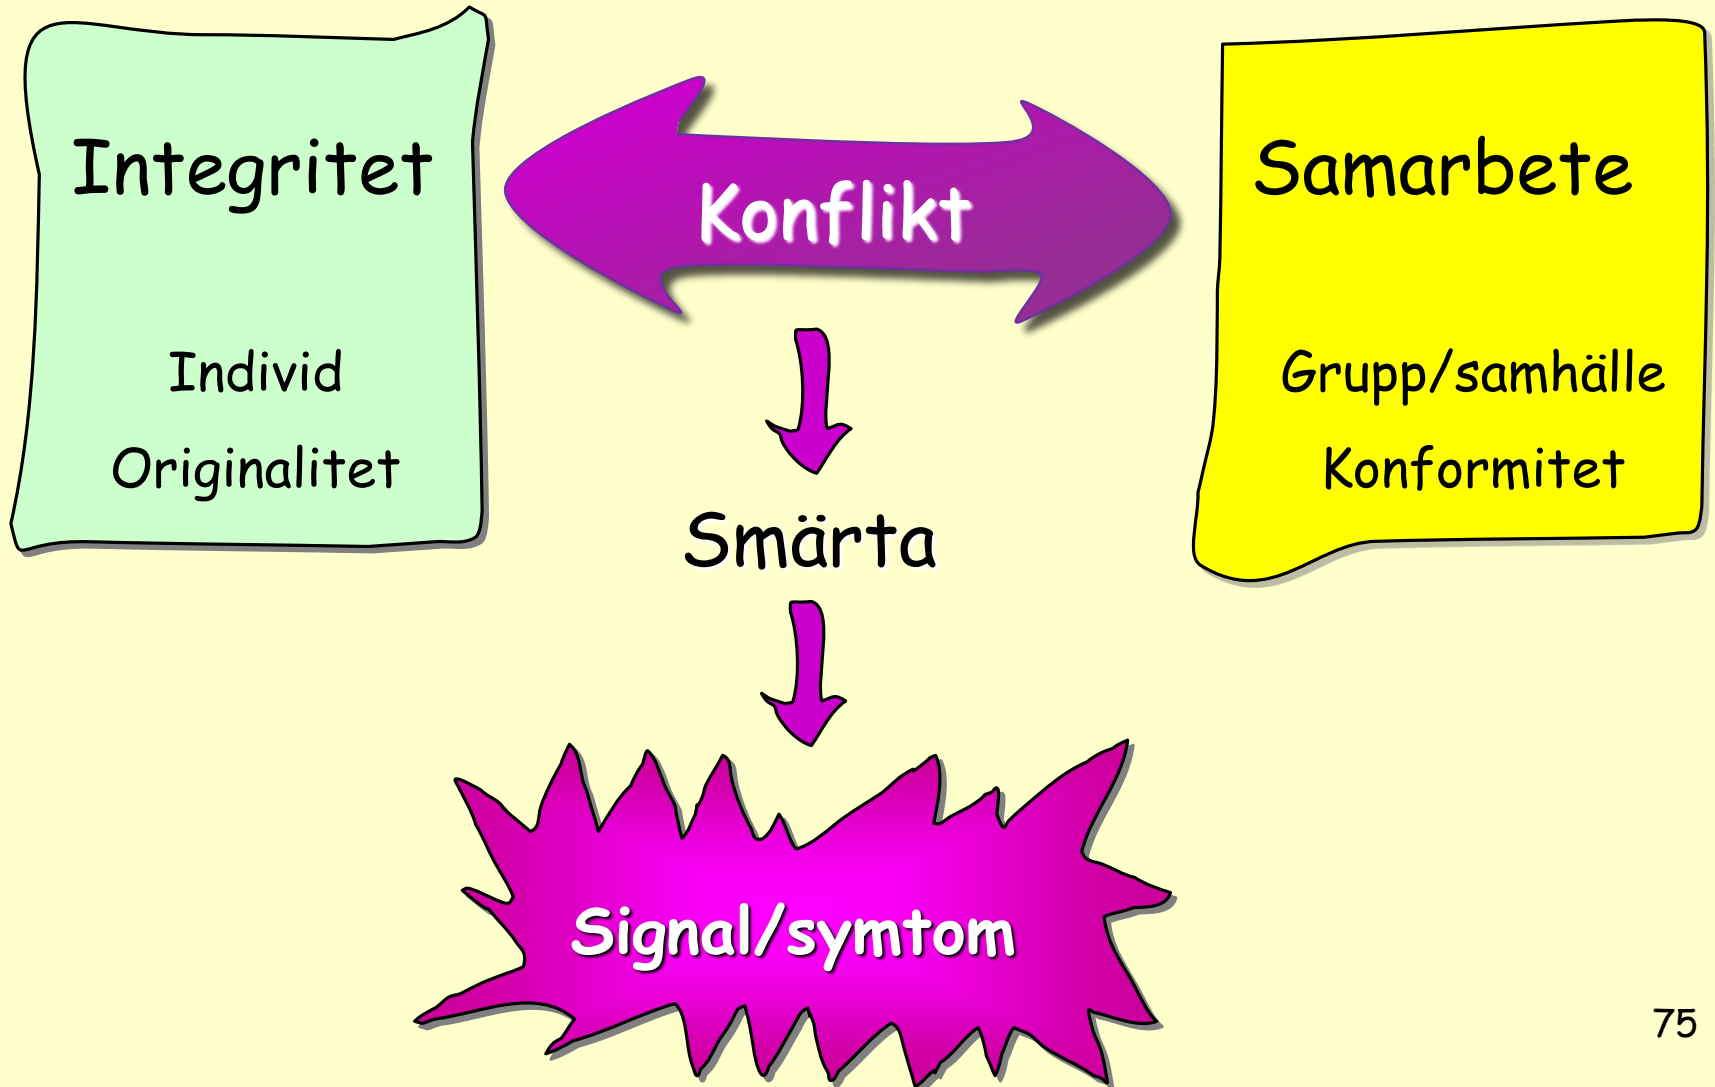 Integritet
Individ
Originalitet
Konflikt
Smärta
Signal/symtom
Samarbete
Grupp/samhälle
Konformitet
75